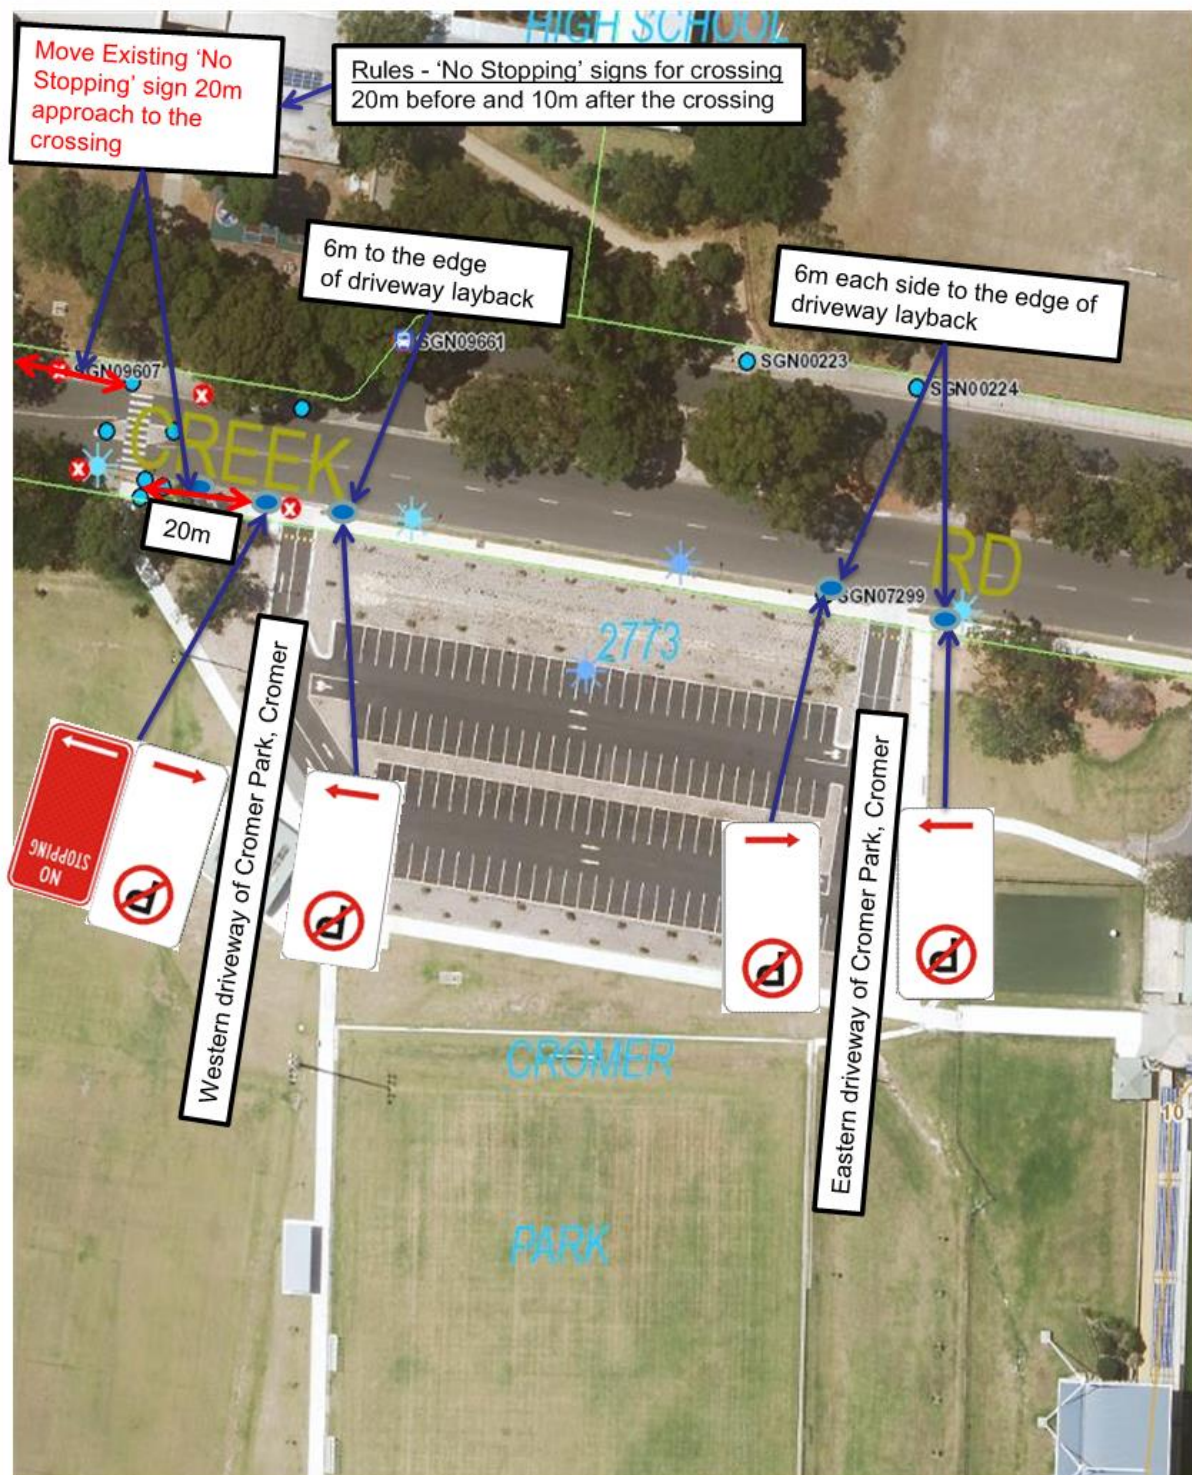 HIGH SCHOOL
Move Existing ‘No
Stopping’ sign 20m
approach to the
crossing
Rules - ‘No Stopping’ signs for crossing
20m before and 10m after the crossing
6m to the edge
of driveway layback
6m each side to the edge of
driveway layback
SGN09661
SGN00223
SGN09607
SGN00224
CREEK
RD
20m
SGN07299
2773
Western driveway of Cromer Park, Cromer
Eastern driveway of Cromer Park, Cromer
NO
STOPPING
P
P
P
P
CROMER
PARK
10